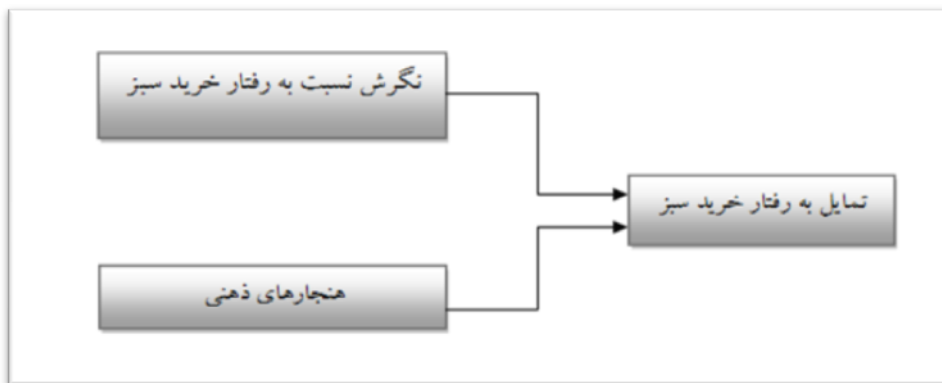 نگرش نسبت به رفتار خرید سبز
تمایل به رفتار خرید سبز
هنجارهای ذهنی